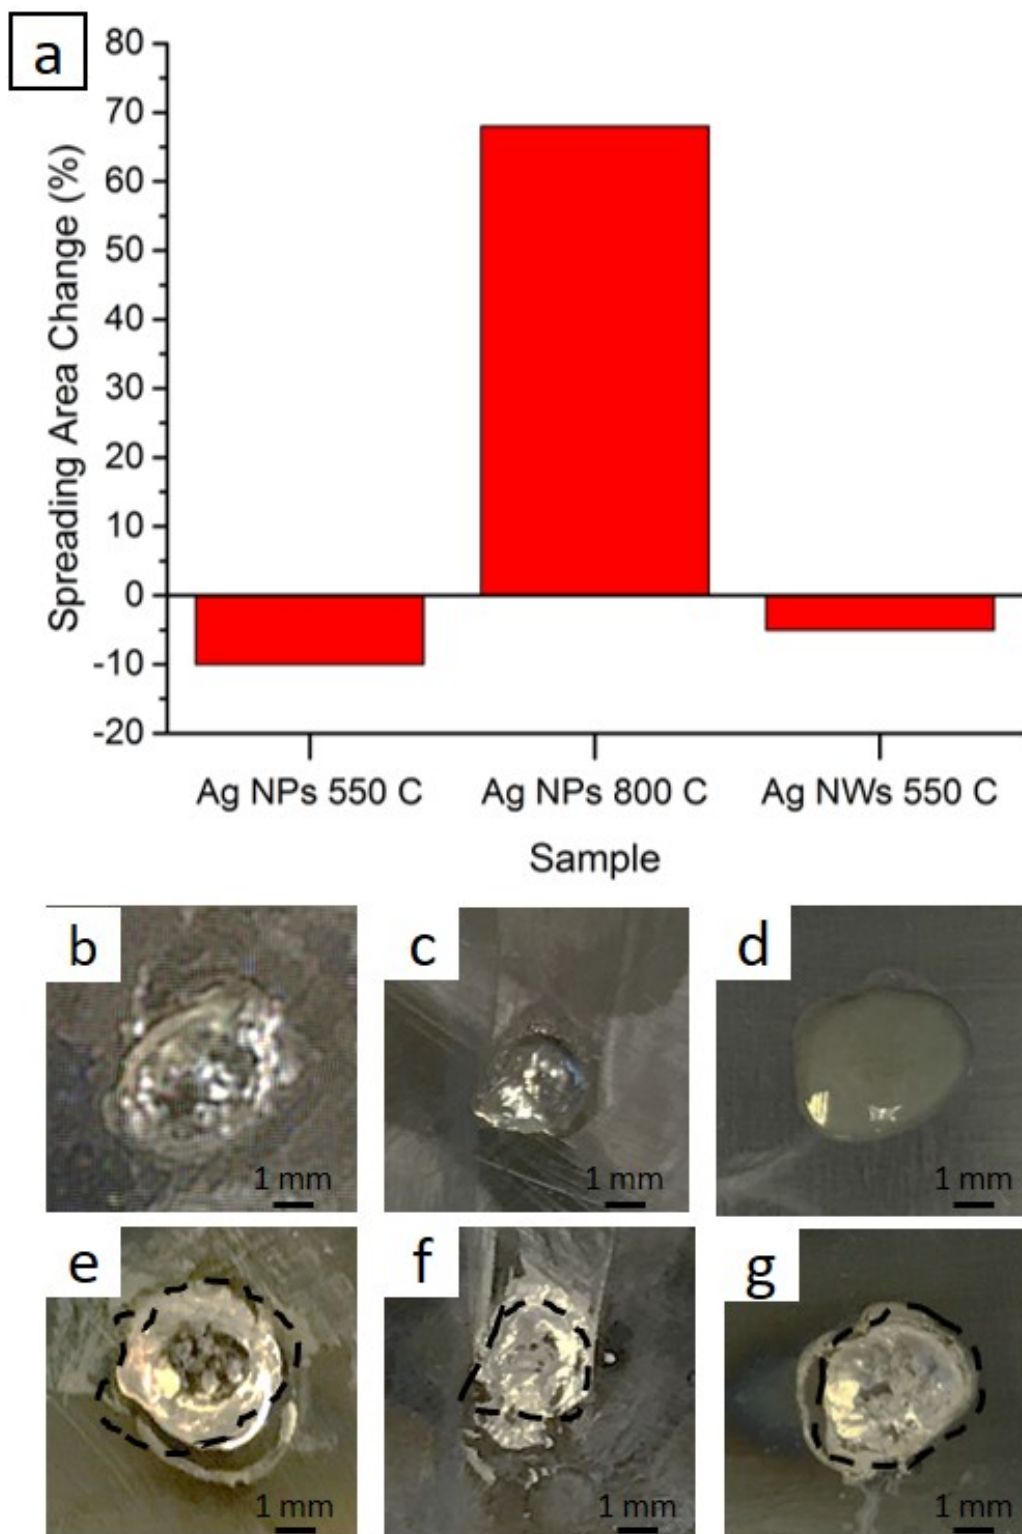 a
80
70
60
50
40
30
20
10
0
-10
-20
Spreading Area Change (%)
Ag NPs 550 C
Ag NPs 800 C
Ag NWs 550 C
Sample
b
c
d
1 mm
1 mm
1 mm
e
f
g
1 mm
1 mm
1 mm